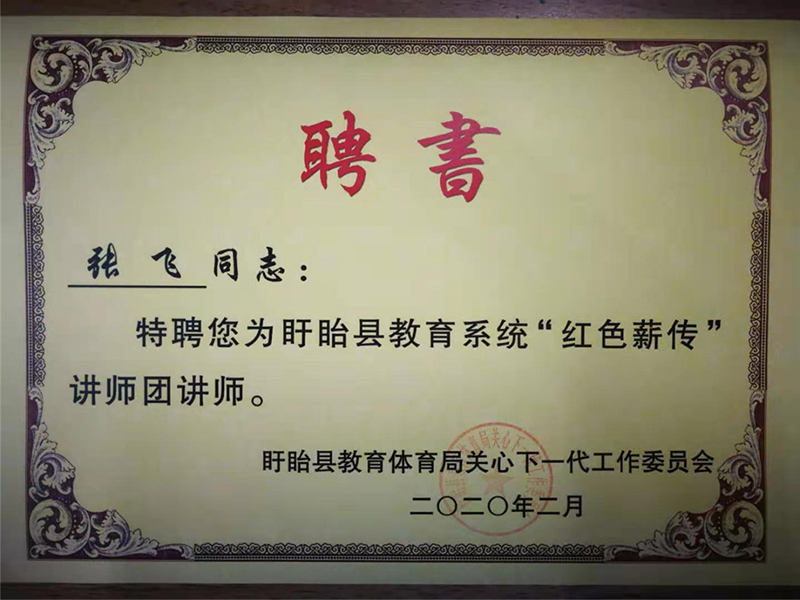 聘書
张飞同志：
特聘您为盱眙县教育系统“红色薪传”
讲师团讲师。
盱眙县教育体育局关心下一代工作委员会
二〇二〇年二月